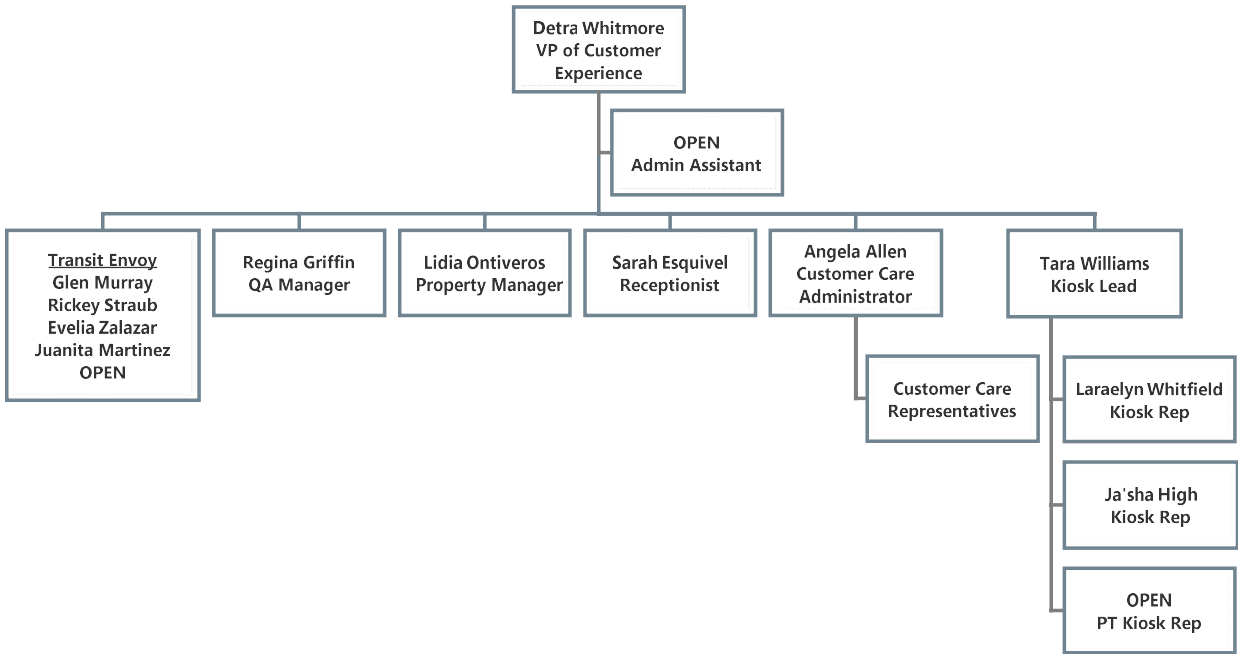 Detra Whitmore
VP of Customer
Experience
OPEN
Admin Assistant
Transit Envoy
Glen Murray
Rickey Straub
Evelia Zalazar
Juanita Martinez
OPEN
Regina Griffin
QA Manager
Lidia Ontiveros
Property Manager
Sarah Esquivel
Receptionist
Angela Allen
Customer Care
Administrator
Tara Williams
Kiosk Lead
Customer Care
Representatives
Laraelyn Whitfield
Kiosk Rep
Ja'sha High
Kiosk Rep
OPEN
PT Kiosk Rep